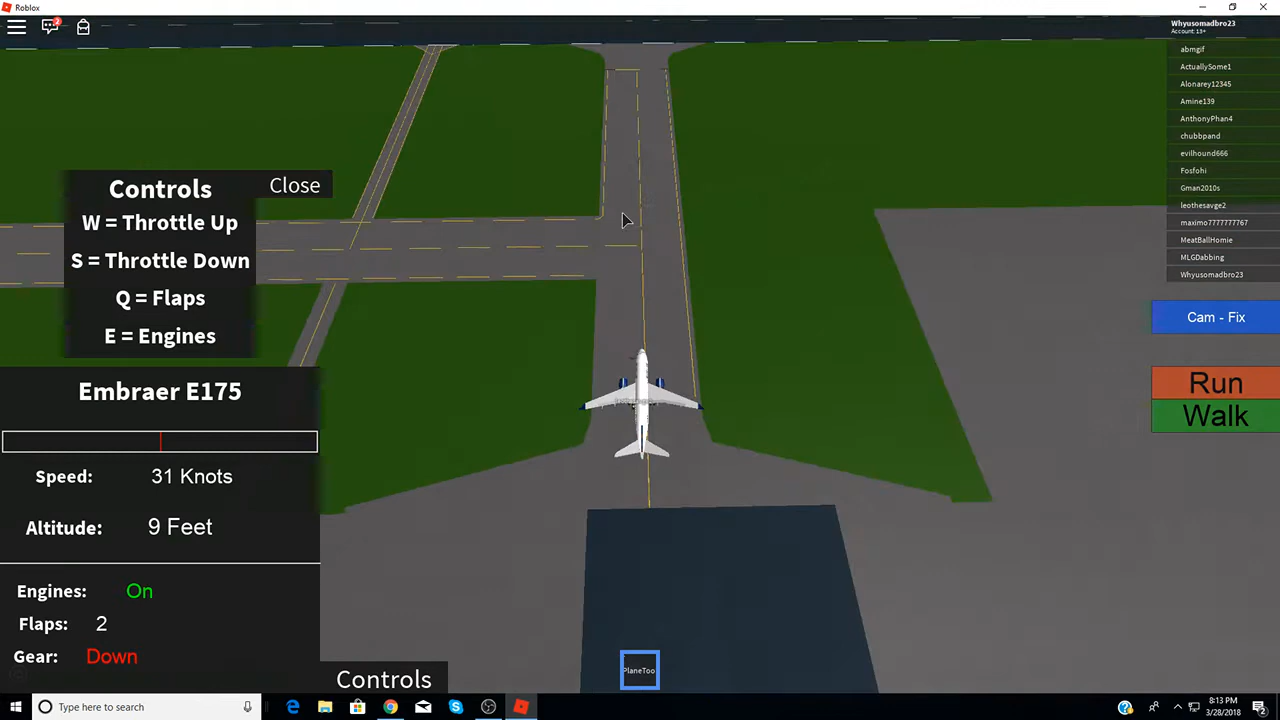 Roblox
2
Whyusomadbro23
Account: 13+
abmgif
ActuallySome1
Alonarey12345
Amine139
AnthonyPhan4
chubbpand
evilhound666
Fosfohi
Gman2010s
leothesavge2
maximo7777777767
MeatBallHomie
MLGDabbing
Whyusomadbro23
Controls
Close
W = Throttle Up
S = Throttle Down
Q = Flaps
E = Engines
Cam - Fix
Run
Walk
Embraer E175
Speed: 31 Knots
Altitude: 9 Feet
Engines: On
Flaps: 2
Gear: Down
Controls
PlaneToo
Type here to search
8:13 PM
3/28/2018
2